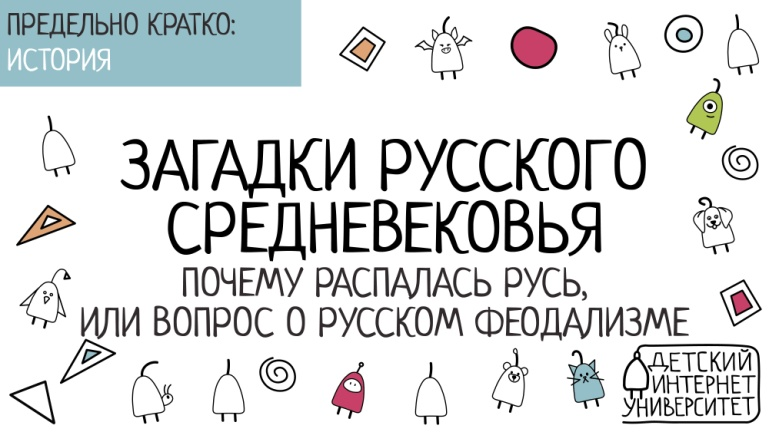 ПРЕДЕЛЬНО КРАТКО:
ИСТОРИЯ
ЗАГАДКИ РУССКОГО
СРЕДНЕВЕКОВЬЯ
ПОЧЕМУ РАСПАЛАСЬ РУСЬ,
ИЛИ ВОПРОС О РУССКОМ ФЕОДАЛИЗМЕ
ДЕТСКИЙ
ИНТЕРНЕТ
УНИВЕРСИТЕТ